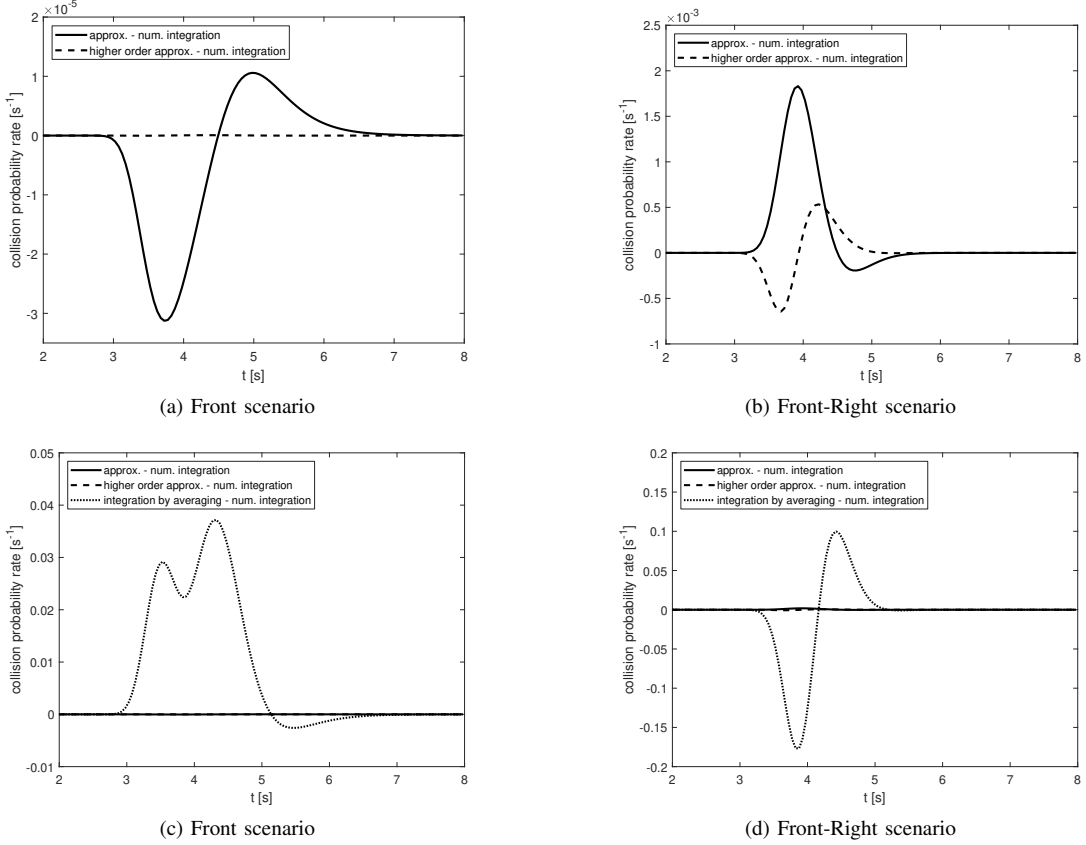 ×10⁻⁵
2
1
0
-1
-2
-3
collision probability rate [s⁻¹]
approx. - num. integration
higher order approx. - num. integration
2 3 4 5 6 7 8
t [s]
(a) Front scenario
×10⁻³
2.5
2
1.5
1
0.5
0
-0.5
-1
collision probability rate [s⁻¹]
approx. - num. integration
higher order approx. - num. integration
2 3 4 5 6 7 8
t [s]
(b) Front-Right scenario
0.05
0.04
0.03
0.02
0.01
0
-0.01
collision probability rate [s⁻¹]
approx. - num. integration
higher order approx. - num. integration
integration by averaging - num. integration
2 3 4 5 6 7 8
t [s]
(c) Front scenario
0.2
0.15
0.1
0.05
0
-0.05
-0.1
-0.15
-0.2
collision probability rate [s⁻¹]
approx. - num. integration
higher order approx. - num. integration
integration by averaging - num. integration
2 3 4 5 6 7 8
t [s]
(d) Front-Right scenario